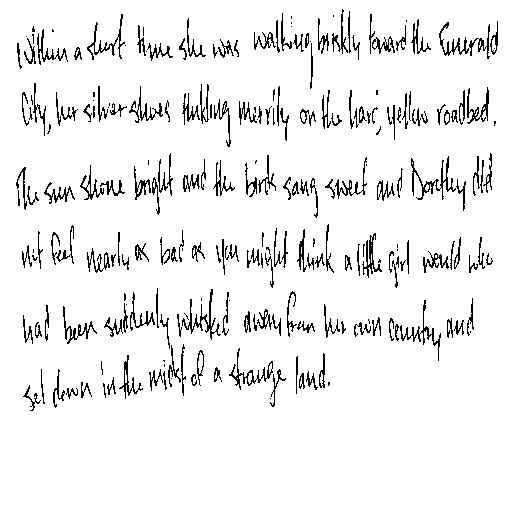 Within a short time she was walking briskly toward the Emerald
City, her silver shoes tinkling merrily on the hard, yellow roadbed.
The sun shone bright and the birds sang sweet and Dorothy did
not feel nearly as bad as you might think a little girl would who
had been suddenly whisked away from her own country and
set down in the midst of a strange land.